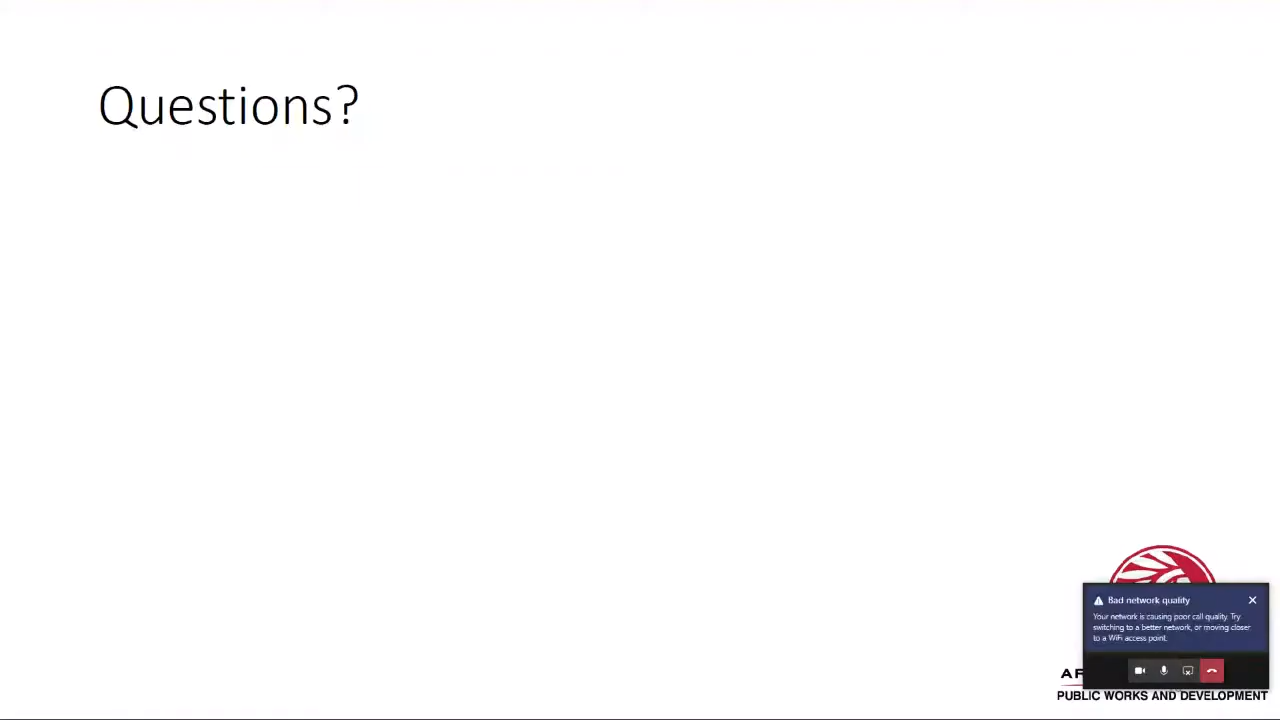 Questions?
Bad network quality
Your network is causing poor call quality. Try
switching to a better network, or moving closer
to a WiFi access point.
PUBLIC WORKS AND DEVELOPMENT